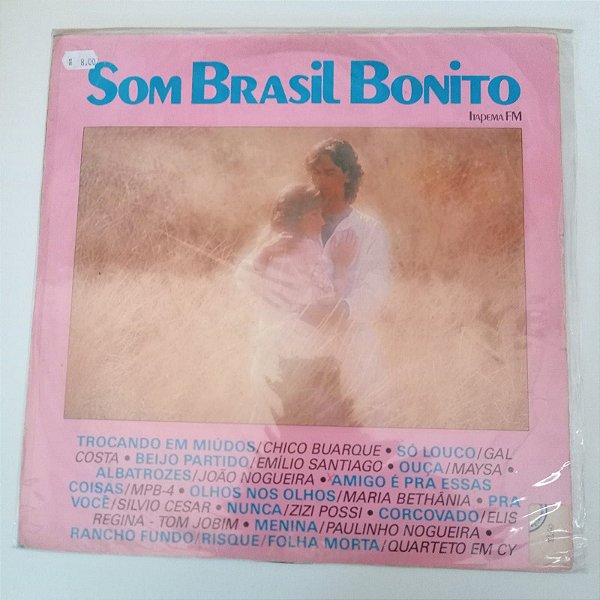 8,00
SOM BRASIL BONITO
ITAPEMA FM
TROCANDO EM MIÚDOS/CHICO BUARQUE • SÓ LOUCO/GAL
COSTA • BEIJO PARTIDO/EMÍLIO SANTIAGO • OUÇA/MAYSA •
ALBATROZES/JOÃO NOGUEIRA • AMIGO É PRA ESSAS
COISAS/MPB-4 • OLHOS NOS OLHOS/MARIA BETHÂNIA • PRA
VOCÊ/SILVIO CESAR • NUNCA/ZIZI POSSI • CORCOVADO/ELIS
REGINA - TOM JOBIM • MENINA/PAULINHO NOGUEIRA •
RANCHO FUNDO/RISQUE/FOLHA MORTA/QUARTETO EM CY